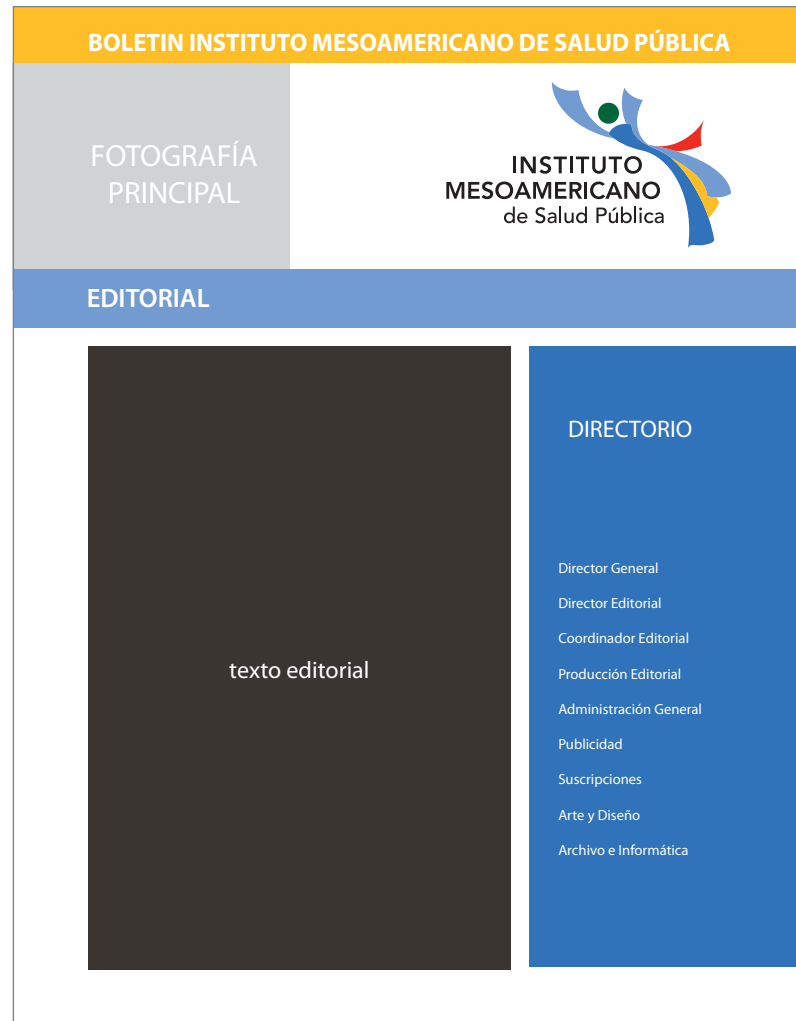 BOLETIN INSTITUTO MESOAMERICANO DE SALUD PÚBLICA
FOTOGRAFÍA
PRINCIPAL
INSTITUTO
MESOAMERICANO
de Salud Pública
EDITORIAL
texto editorial
DIRECTORIO
Director General
Director Editorial
Coordinador Editorial
Producción Editorial
Administración General
Publicidad
Suscripciones
Arte y Diseño
Archivo e Informática